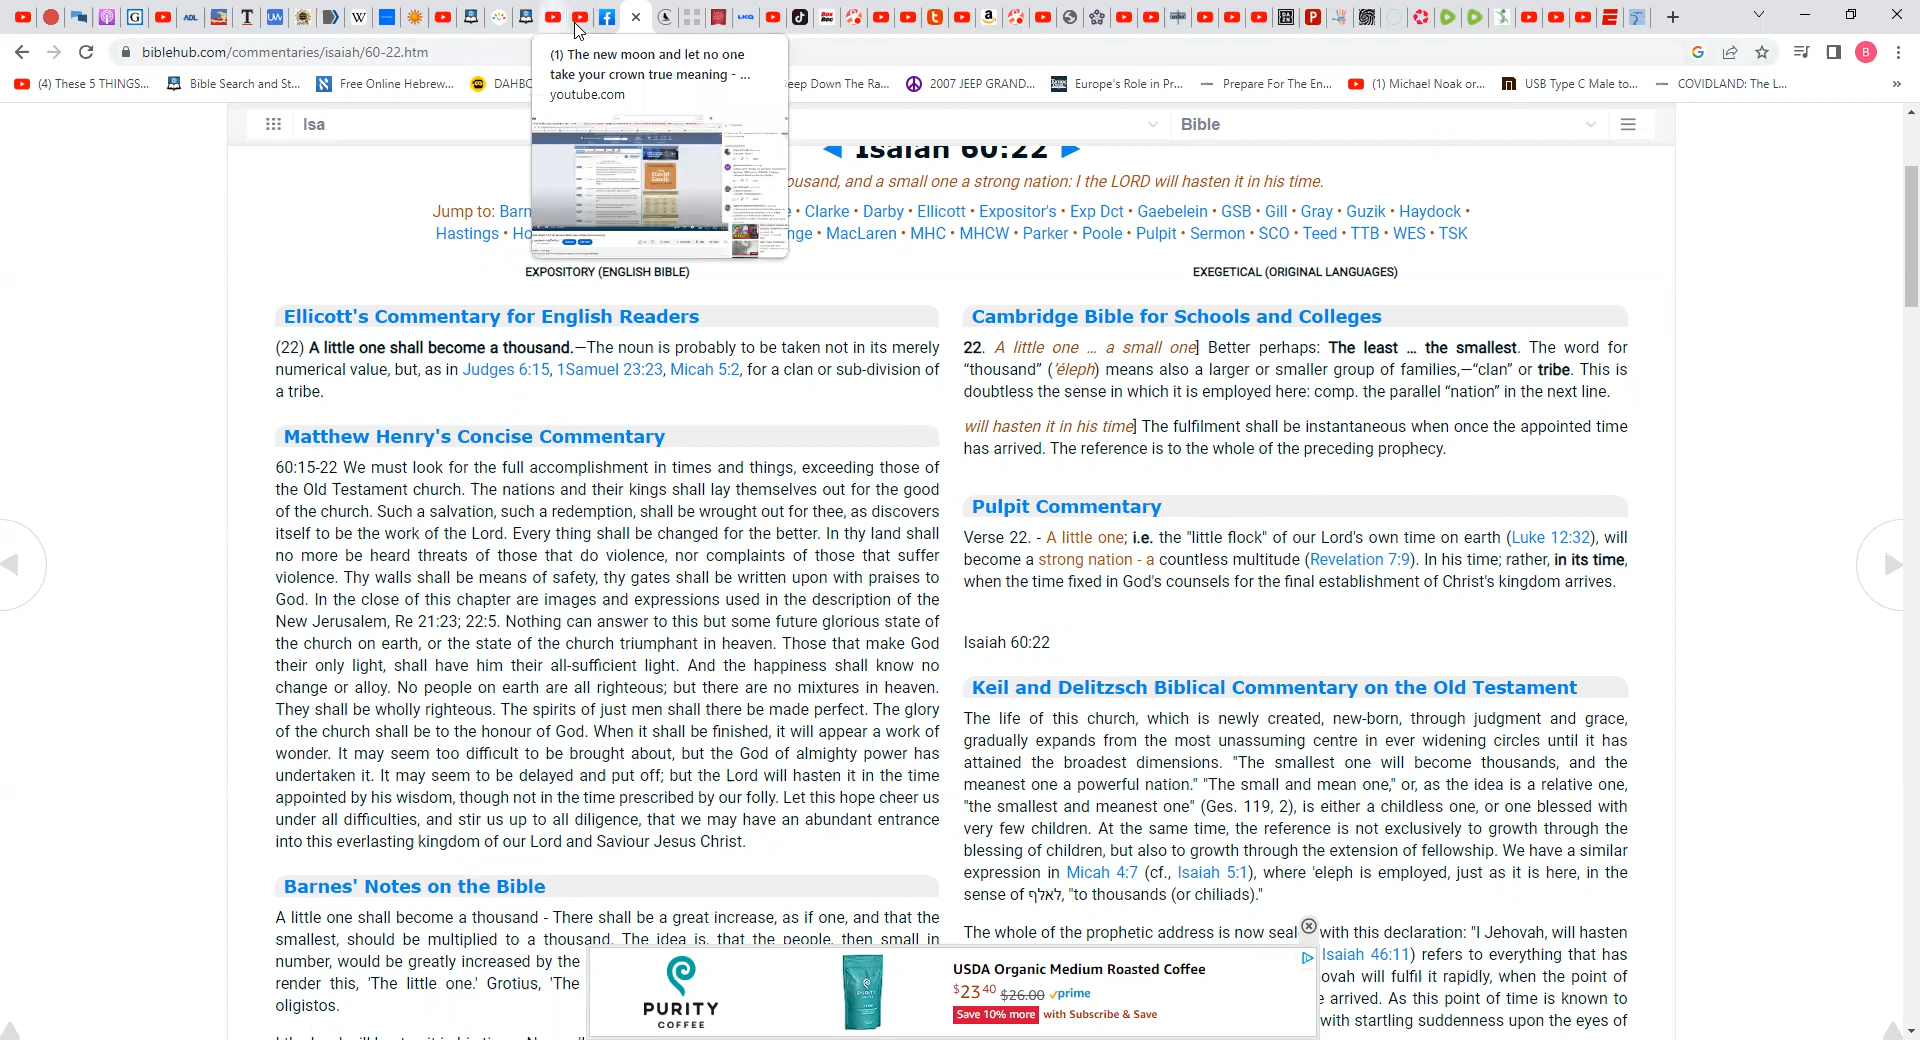 biblehub.com/commentaries/isaiah/60-22.htm
B
(1) The new moon and let no one
take your crown true meaning - ...
youtube.com
(4) These 5 THINGS...
Bible Search and St...
Free Online Hebrew...
DAHBO
eep Down The Ra...
2007 JEEP GRAND...
Europe's Role in Pr...
Prepare For The En...
(1) Michael Noak or...
USB Type C Male to...
COVIDLAND: The L...
Isa
Bible
Isaiah 60:22
ousand, and a small one a strong nation: I the LORD will hasten it in his time.
Jump to: Barn
e • Clarke • Darby • Ellicott • Expositor's • Exp Dct • Gaebelein • GSB • Gill • Gray • Guzik • Haydock •
Hastings • Ho
nge • MacLaren • MHC • MHCW • Parker • Poole • Pulpit • Sermon • SCO • Teed • TTB • WES • TSK
EXPOSITORY (ENGLISH BIBLE)
Ellicott's Commentary for English Readers
(22) A little one shall become a thousand.—The noun is probably to be taken not in its merely
numerical value, but, as in Judges 6:15, 1Samuel 23:23, Micah 5:2, for a clan or sub-division of
a tribe.
Matthew Henry's Concise Commentary
60:15-22 We must look for the full accomplishment in times and things, exceeding those of
the Old Testament church. The nations and their kings shall lay themselves out for the good
of the church. Such a salvation, such a redemption, shall be wrought out for thee, as discovers
itself to be the work of the Lord. Every thing shall be changed for the better. In thy land shall
no more be heard threats of those that do violence, nor complaints of those that suffer
violence. Thy walls shall be means of safety, thy gates shall be written upon with praises to
God. In the close of this chapter are images and expressions used in the description of the
New Jerusalem, Re 21:23; 22:5. Nothing can answer to this but some future glorious state of
the church on earth, or the state of the church triumphant in heaven. Those that make God
their only light, shall have him their all-sufficient light. And the happiness shall know no
change or alloy. No people on earth are all righteous; but there are no mixtures in heaven.
They shall be wholly righteous. The spirits of just men shall there be made perfect. The glory
of the church shall be to the honour of God. When it shall be finished, it will appear a work of
wonder. It may seem too difficult to be brought about, but the God of almighty power has
undertaken it. It may seem to be delayed and put off; but the Lord will hasten it in the time
appointed by his wisdom, though not in the time prescribed by our folly. Let this hope cheer us
under all difficulties, and stir us up to all diligence, that we may have an abundant entrance
into this everlasting kingdom of our Lord and Saviour Jesus Christ.
Barnes' Notes on the Bible
A little one shall become a thousand - There shall be a great increase, as if one, and that the
smallest, should be multiplied to a thousand. The idea is, that the people, then small in
number, would be greatly increased by the
render this, 'The little one.' Grotius, 'The
oligistos.
EXEGETICAL (ORIGINAL LANGUAGES)
Cambridge Bible for Schools and Colleges
22. A little one ... a small one] Better perhaps: The least ... the smallest. The word for
“thousand” (’éleph) means also a larger or smaller group of families,—“clan” or tribe. This is
doubtless the sense in which it is employed here: comp. the parallel “nation” in the next line.
will hasten it in his time] The fulfilment shall be instantaneous when once the appointed time
has arrived. The reference is to the whole of the preceding prophecy.
Pulpit Commentary
Verse 22. - A little one; i.e. the "little flock" of our Lord's own time on earth (Luke 12:32), will
become a strong nation - a countless multitude (Revelation 7:9). In his time; rather, in its time,
when the time fixed in God's counsels for the final establishment of Christ's kingdom arrives.
Isaiah 60:22
Keil and Delitzsch Biblical Commentary on the Old Testament
The life of this church, which is newly created, new-born, through judgment and grace,
gradually expands from the most unassuming centre in ever widening circles until it has
attained the broadest dimensions. "The smallest one will become thousands, and the
meanest one a powerful nation." "The small and mean one," or, as the idea is a relative one,
"the smallest and meanest one" (Ges. 119, 2), is either a childless one, or one blessed with
very few children. At the same time, the reference is not exclusively to growth through the
blessing of children, but also to growth through the extension of fellowship. We have a similar
expression in Micah 4:7 (cf., Isaiah 5:1), where 'eleph is employed, just as it is here, in the
sense of לאלף, "to thousands (or chiliads)."
The whole of the prophetic address is now seal with this declaration: "I Jehovah, will hasten
Isaiah 46:11) refers to everything that has
ovah will fulfil it rapidly, when the point of
e arrived. As this point of time is known to
with startling suddenness upon the eyes of
PURITY
COFFEE
USDA Organic Medium Roasted Coffee
$23 40 $26.00 prime
Save 10% more with Subscribe & Save